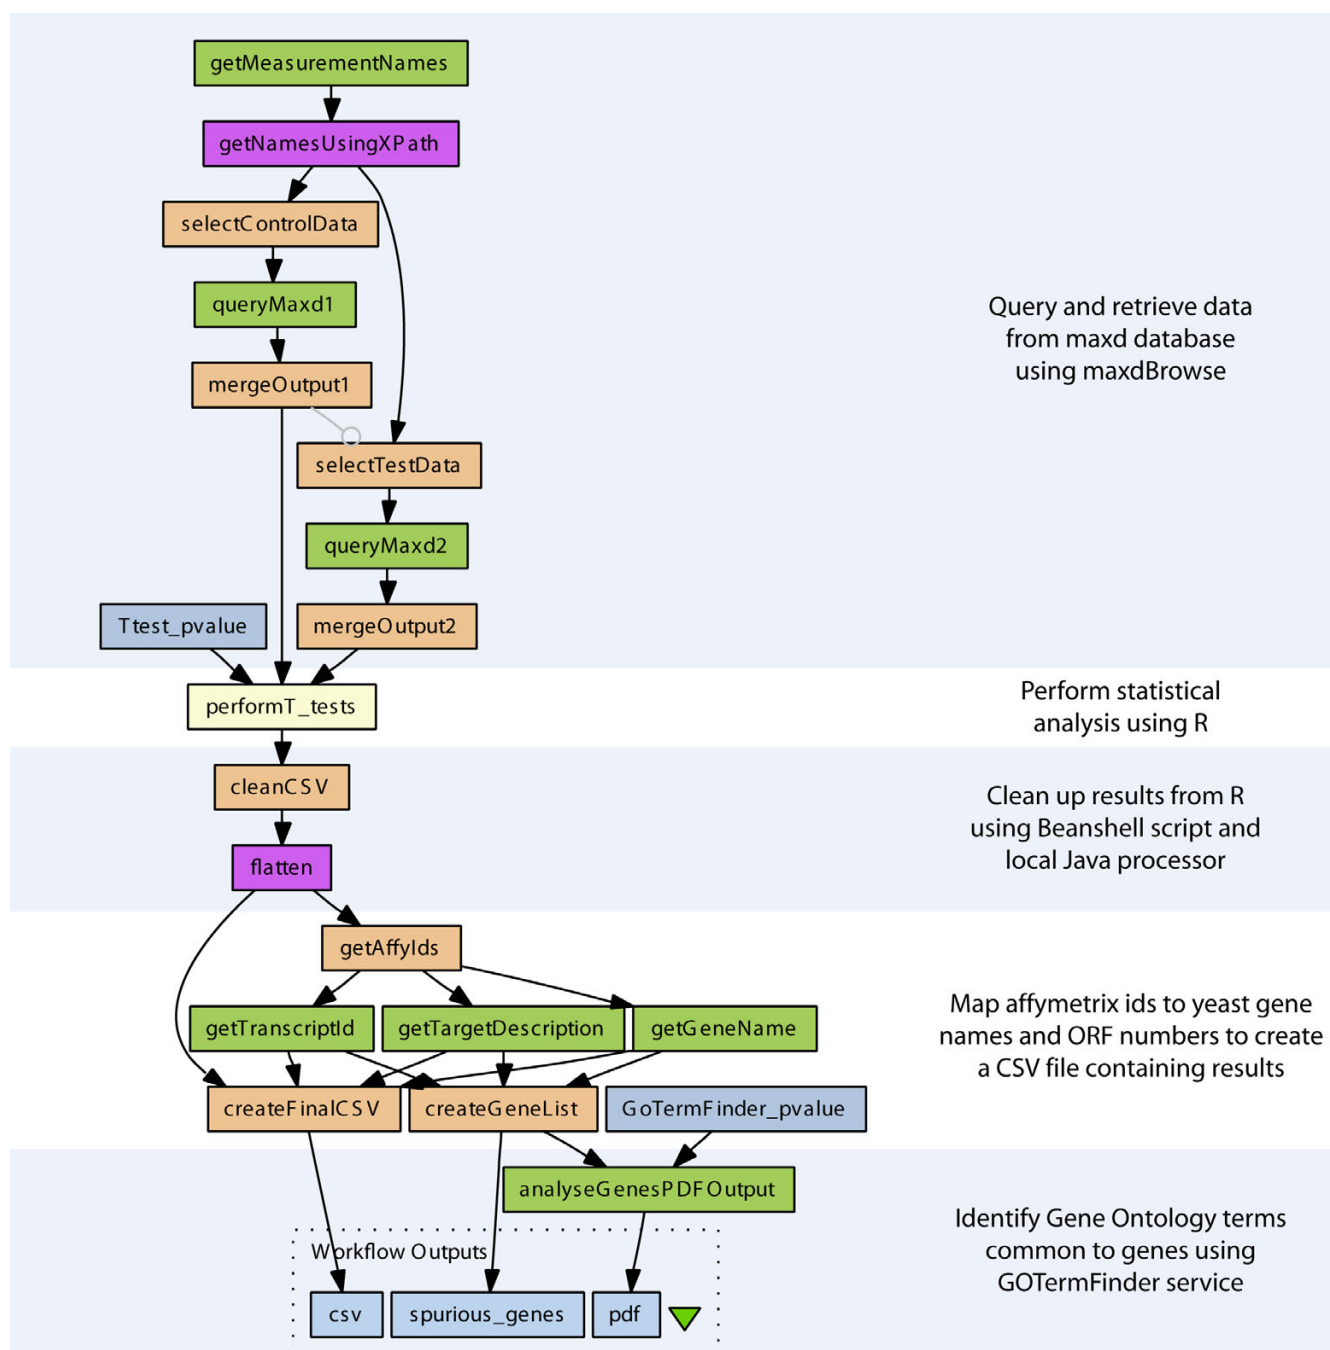 getMeasurementNames
getNamesUsingXPath
selectControlData
queryMaxd1
Query and retrieve data
from maxd database
using maxdBrowse
mergeOutput1
selectTestData
queryMaxd2
Ttest_pvalue
mergeOutput2
performT_tests
Perform statistical
analysis using R
cleanCSV
Clean up results from R
using Beanshell script and
local Java processor
flatten
getAffyIds
getTranscriptId
getTargetDescription
getGeneName
Map affymetrix ids to yeast gene
names and ORF numbers to create
a CSV file containing results
createFinalCSV
createGeneList
GoTermFinder_pvalue
analyseGenesPDFOutput
Identify Gene Ontology terms
common to genes using
GOTermFinder service
Workflow Outputs
csv
spurious_genes
pdf